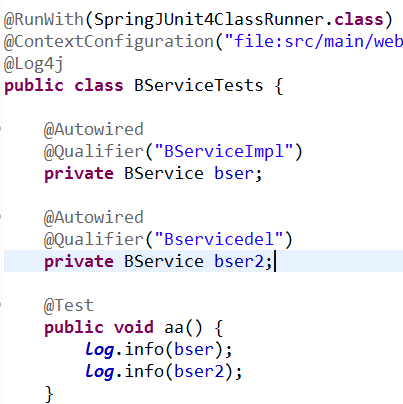 @RunWith(SpringJUnit4ClassRunner.class)
@ContextConfiguration("file:src/main/web
@Log4j
public class BServiceTests {
@Autowired
@Qualifier("BServiceImpl")
private BService bser;
@Autowired
@Qualifier("Bservicedel")
private BService bser2;
@Test
public void aa() {
log.info(bser);
log.info(bser2);
}